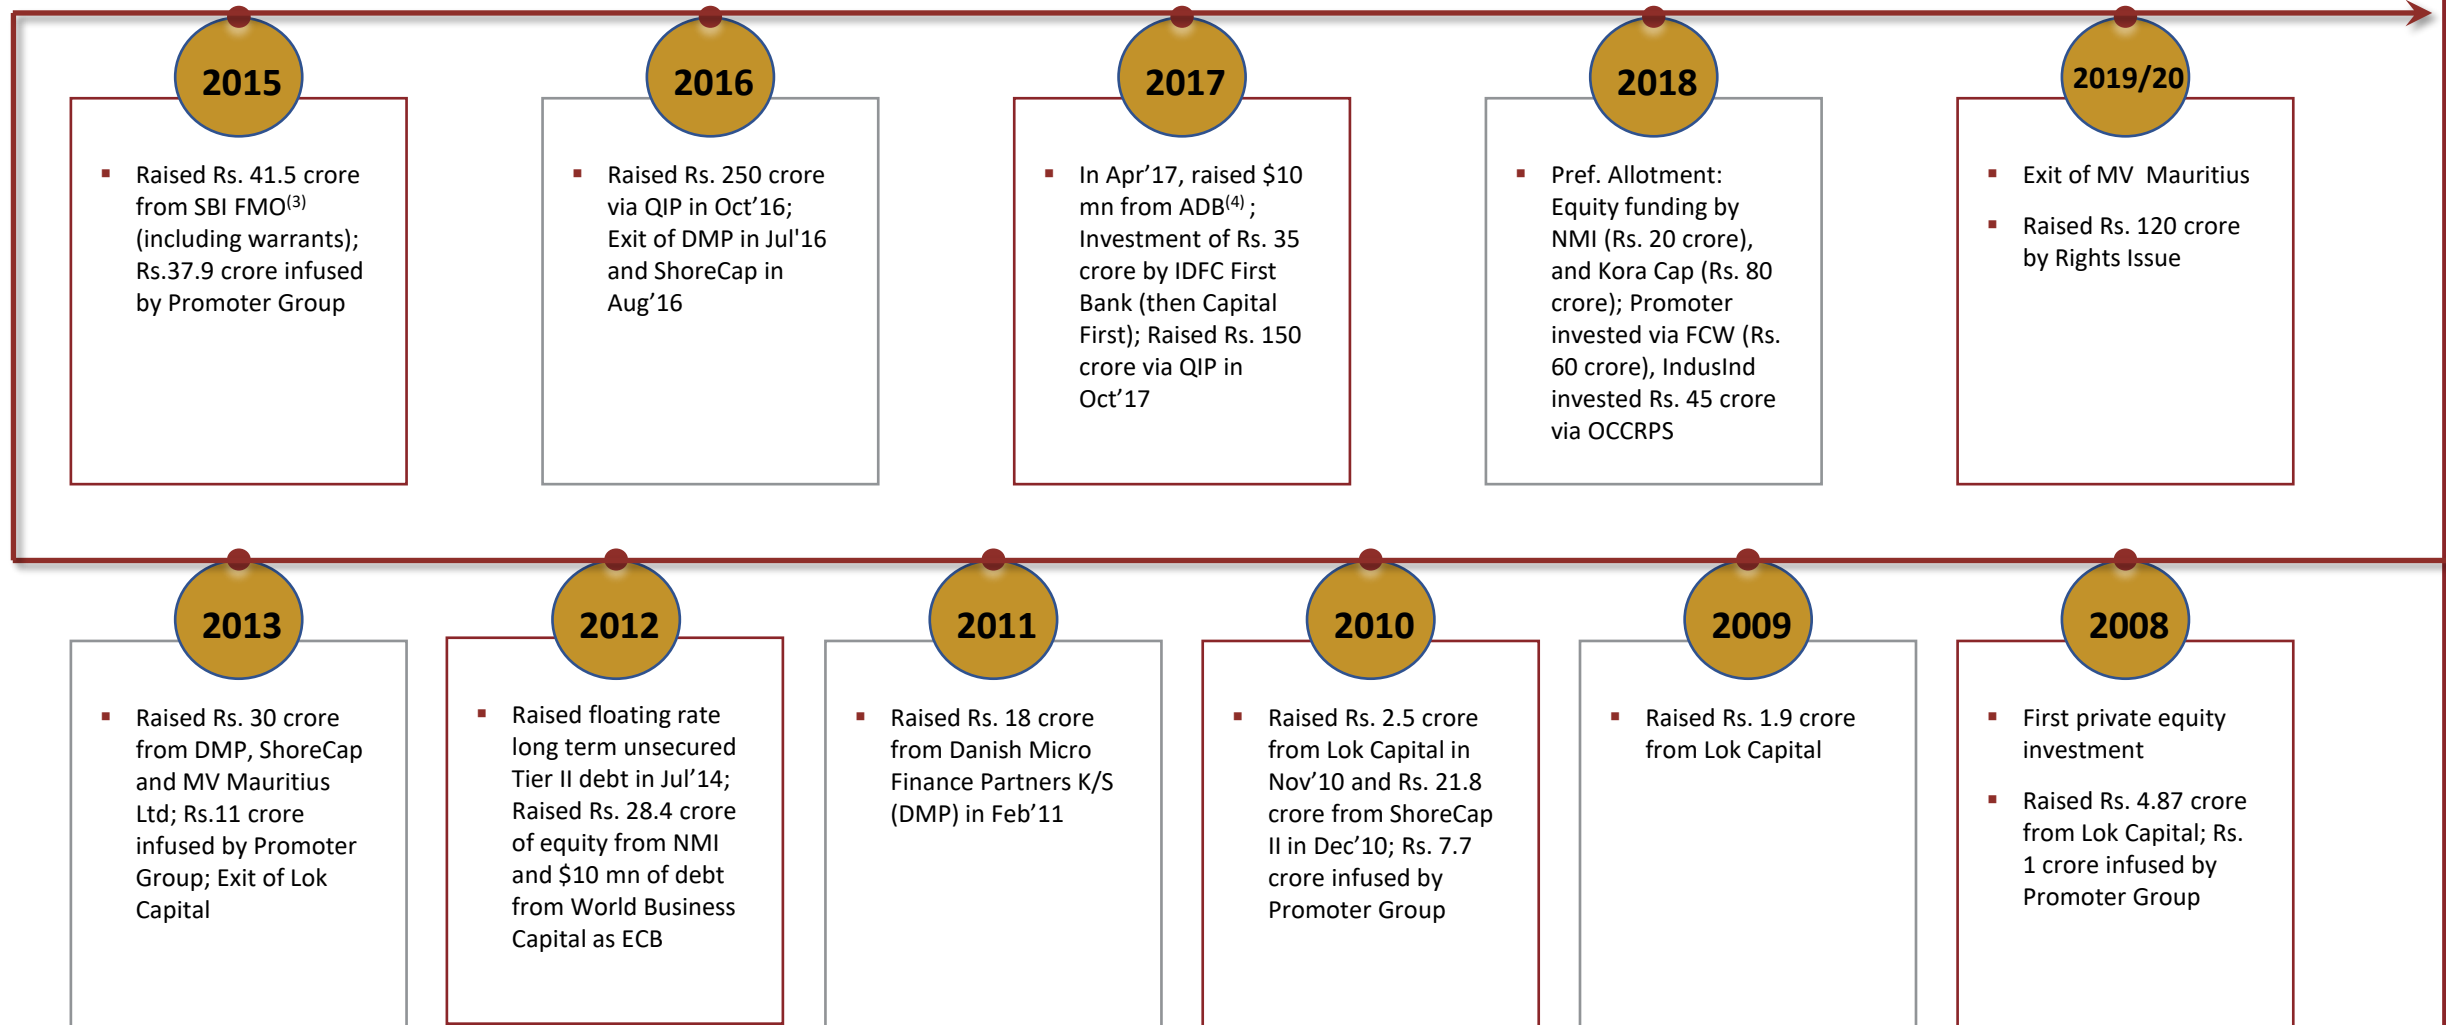 2015
Raised Rs. 41.5 crore
from SBI FMO(3)
(including warrants);
Rs.37.9 crore infused
by Promoter Group
2016
Raised Rs. 250 crore
via QIP in Oct’16;
Exit of DMP in Jul'16
and ShoreCap in
Aug’16
2017
In Apr’17, raised $10
mn from ADB(4) ;
Investment of Rs. 35
crore by IDFC First
Bank (then Capital
First); Raised Rs. 150
crore via QIP in
Oct’17
2018
Pref. Allotment:
Equity funding by
NMI (Rs. 20 crore),
and Kora Cap (Rs. 80
crore); Promoter
invested via FCW (Rs.
60 crore), IndusInd
invested Rs. 45 crore
via OCCRPS
2019/20
Exit of MV Mauritius
Raised Rs. 120 crore
by Rights Issue
2013
Raised Rs. 30 crore
from DMP, ShoreCap
and MV Mauritius
Ltd; Rs.11 crore
infused by Promoter
Group; Exit of Lok
Capital
2012
Raised floating rate
long term unsecured
Tier II debt in Jul’14;
Raised Rs. 28.4 crore
of equity from NMI
and $10 mn of debt
from World Business
Capital as ECB
2011
Raised Rs. 18 crore
from Danish Micro
Finance Partners K/S
(DMP) in Feb’11
2010
Raised Rs. 2.5 crore
from Lok Capital in
Nov’10 and Rs. 21.8
crore from ShoreCap
II in Dec’10; Rs. 7.7
crore infused by
Promoter Group
2009
Raised Rs. 1.9 crore
from Lok Capital
2008
First private equity
investment
Raised Rs. 4.87 crore
from Lok Capital; Rs.
1 crore infused by
Promoter Group